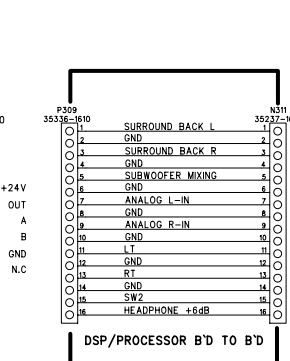 P309 N311
35336-1610
1 SURROUND BACK L 1
2 GND 2
3 SURROUND BACK R 3
4 GND 4
5 SUBWOOFER MIXING 5
+24V 6 GND 6
OUT 7 ANALOG L-IN 7
A 8 GND 8
9 ANALOG R-IN 9
B 10 GND 10
GND 11 LT 11
12 GND 12
N.C 13 RT 13
14 GND 14
15 SW2 15
16 HEADPHONE +6dB 16
DSP/PROCESSOR B'D TO B'D